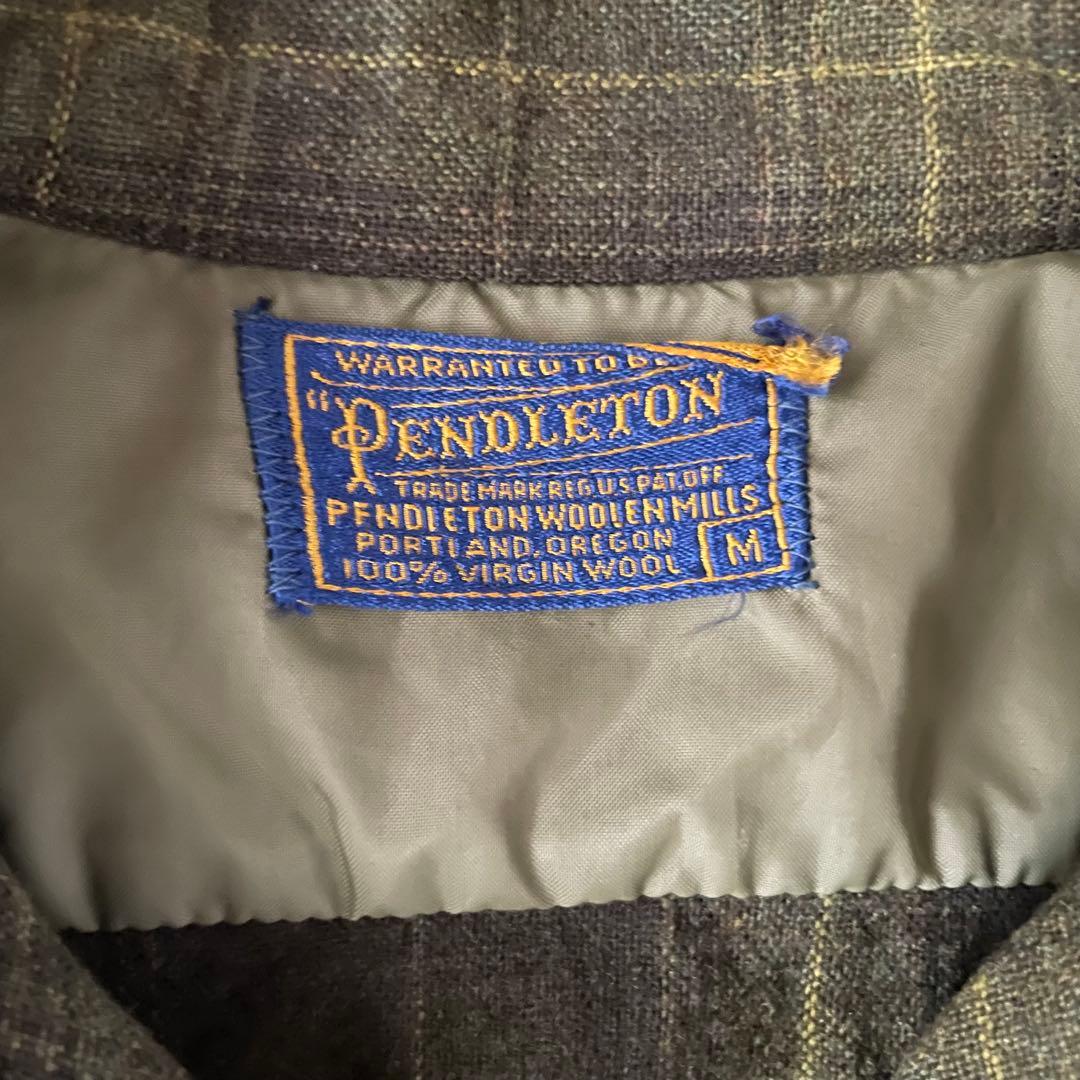 WARRANTED TO BE
"PENDLETON
TRADE MARK REG U.S. PAT. OFF.
PENDLETON WOOLEN MILLS
PORTLAND, OREGON
100% VIRGIN WOOL
M